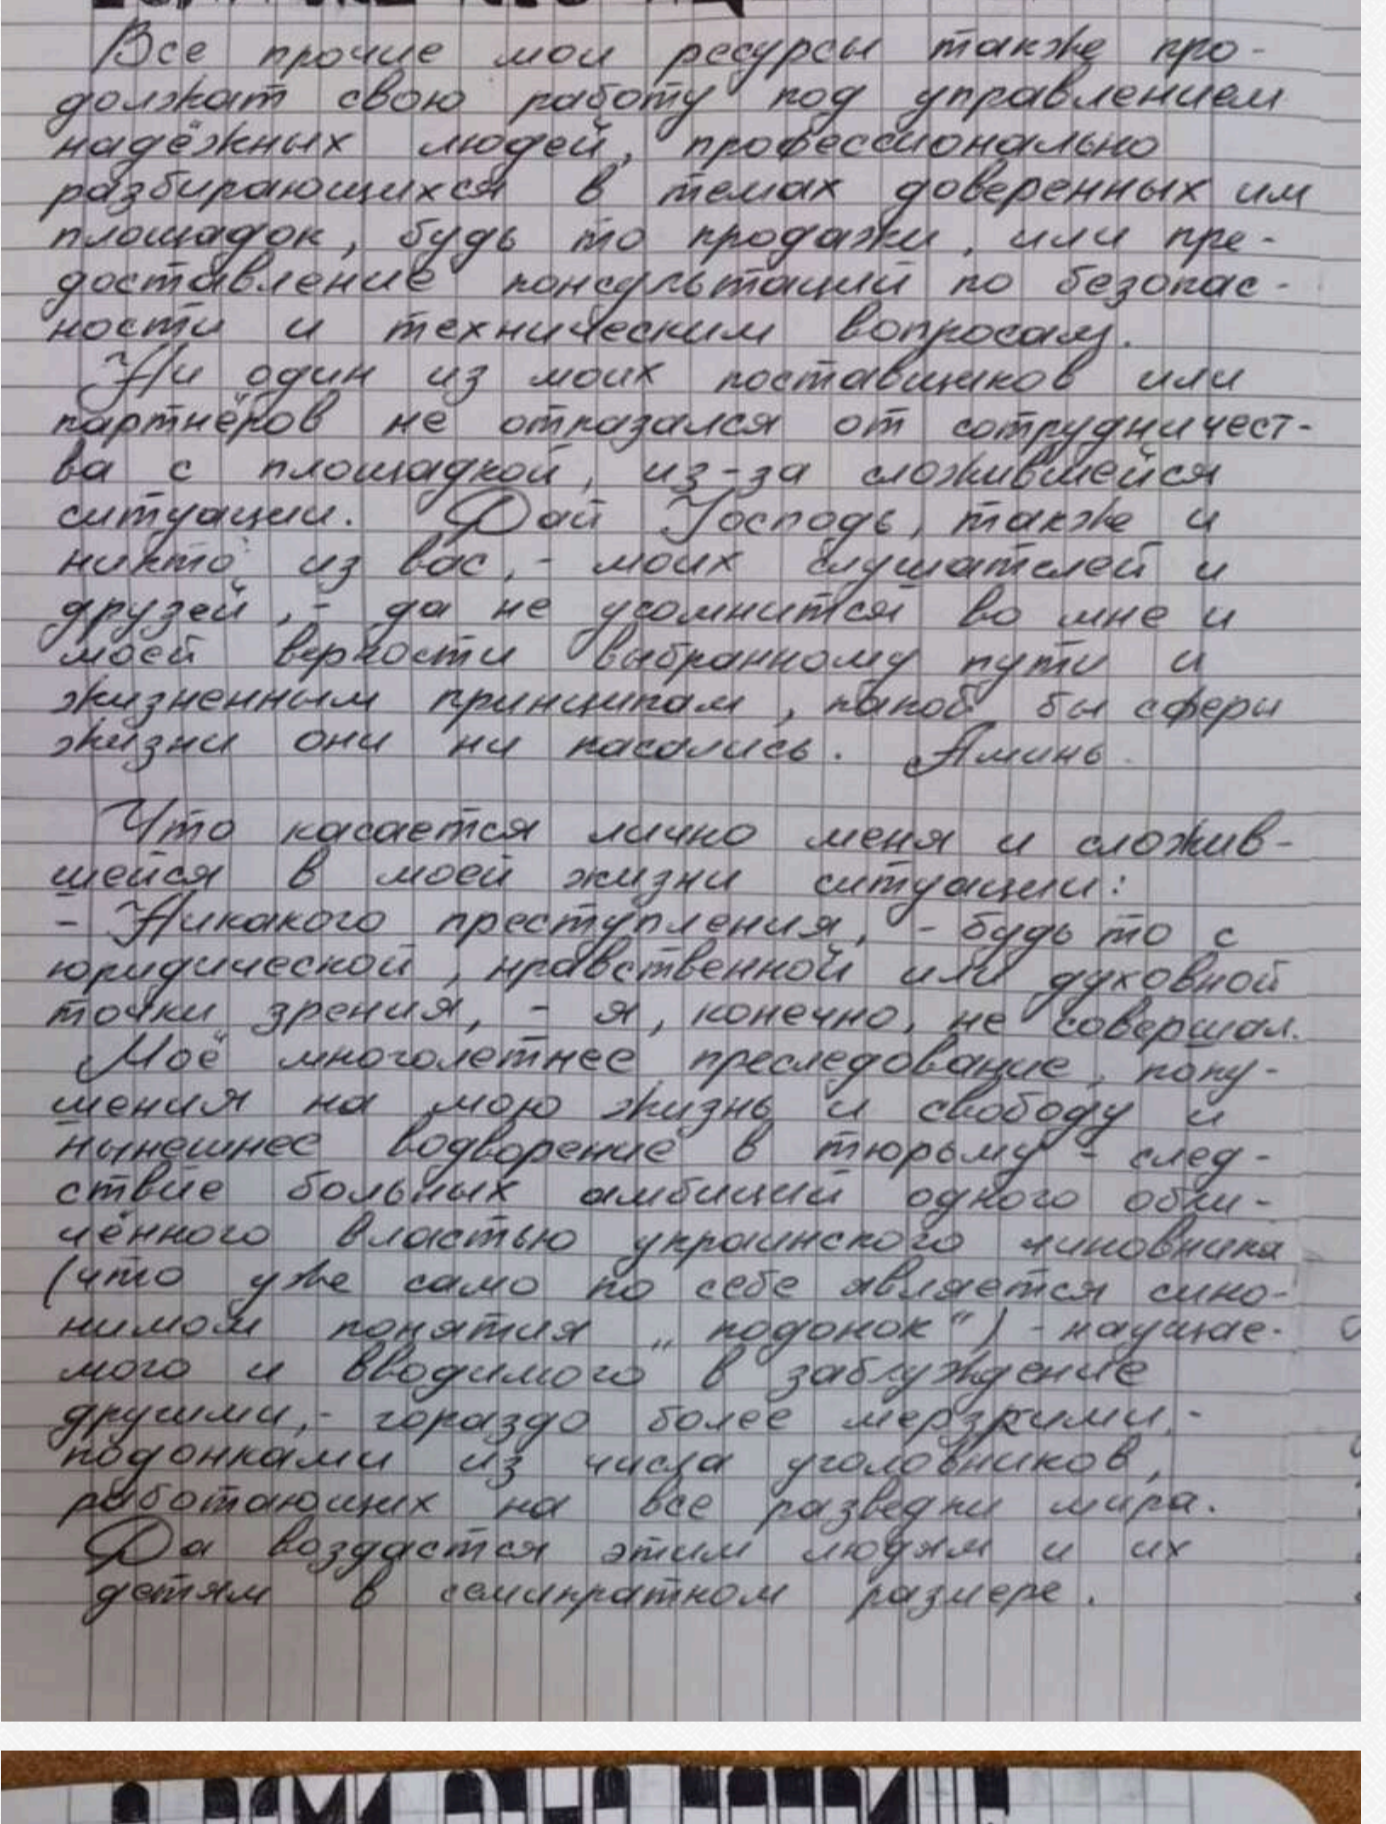 Все прочие мои ресурсы также про-
должат свою работу под управлением
надёжных людей, профессионально
разбирающихся в темах доверенных им
площадок, будь то продажи, или пре-
доставление консультаций по безопас-
ности и техническим вопросам.
Ни один из моих поставщиков или
партнёров не отказался от сотрудничест-
ва с площадкой, из-за сложившейся
ситуации. Дай Господь, также и
никто из вас, - моих слушателей и
друзей, - да не усомнится во мне и
моей верности выбранному пути и
жизненным принципам, какой бы сферы
жизни они ни касались. Аминь.
Что касается лично меня и сложив-
шейся в моей жизни ситуации:
- Никакого преступления, - будь то с
юридической, нравственной или духовной
точки зрения, - я, конечно, не совершал.
Моё многолетнее преследование, поку-
шения на мою жизнь и свободу и
нынешнее водворение в тюрьму - след-
ствие больных амбиций одного обли-
чённого властью украинского чиновника
(что уже само по себе является сино-
нимом понятия „подонок") - научае-
мого и вводимого в заблуждение
другими, - гораздо более мерзкими, -
подонками из числа уголовников,
работающих на все разведки мира.
Да воздастся этим людям и их
детям в семикратном размере.